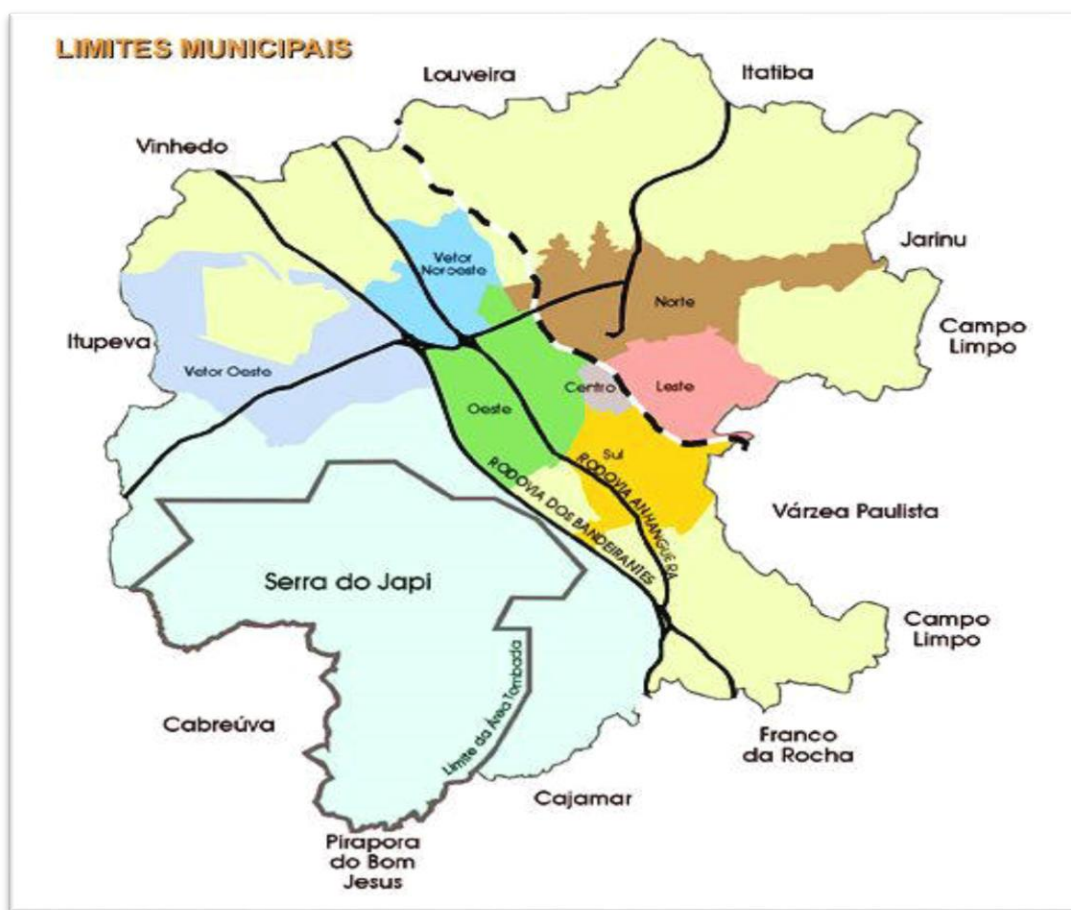 LIMITES MUNICIPAIS
Louveira
Itatiba
Vinhedo
Jarinu
Vetor
Noroeste
Norte
Itupeva
Campo
Limpo
Vetor Oeste
Centro
Leste
Oeste
Sul
RODOVIA DOS BANDEIRANTES
RODOVIA ANHANGUERA
Várzea Paulista
Serra do Japi
Campo
Limpo
Limite da Área Tombada
Cabreúva
Franco
da Rocha
Cajamar
Pirapora
do Bom
Jesus